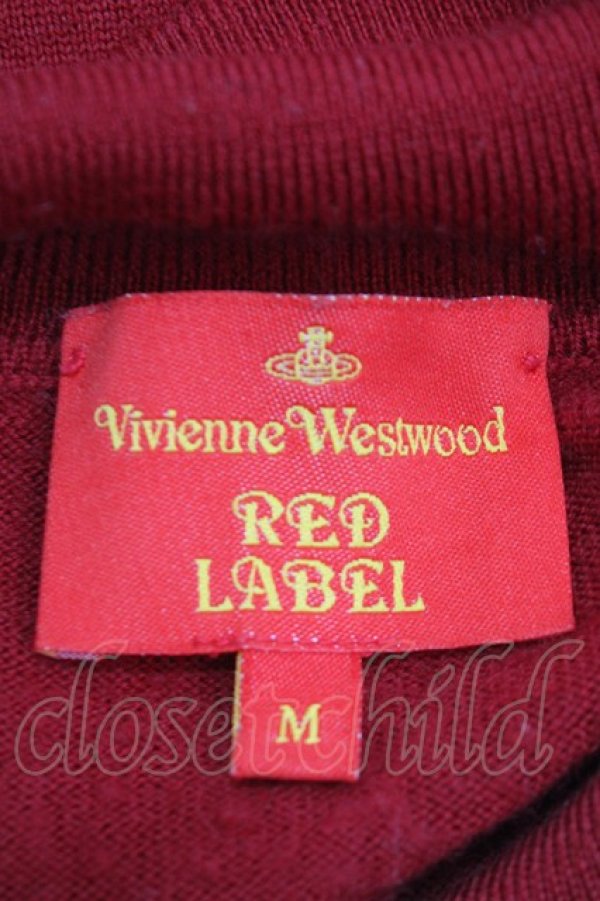 Vivienne Westwood
RED
LABEL
M
closetchild